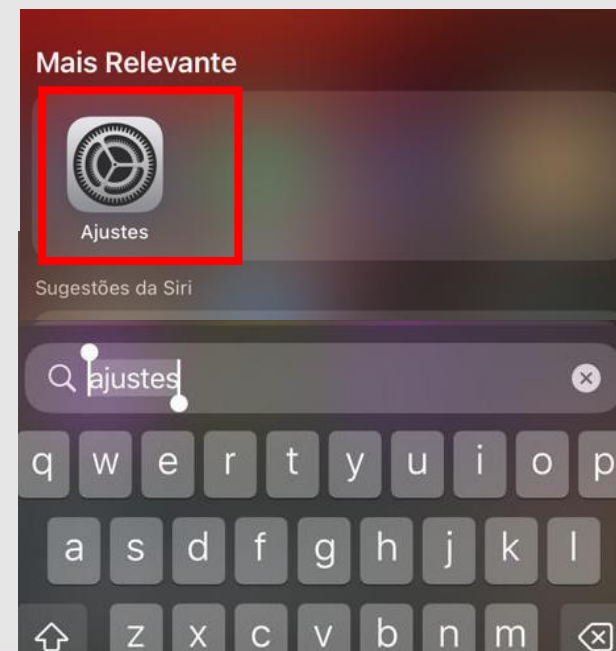 Mais Relevante
Ajustes
Sugestões da Siri
ajustes
q w e r t y u i o p
a s d f g h j k l
z x c v b n m